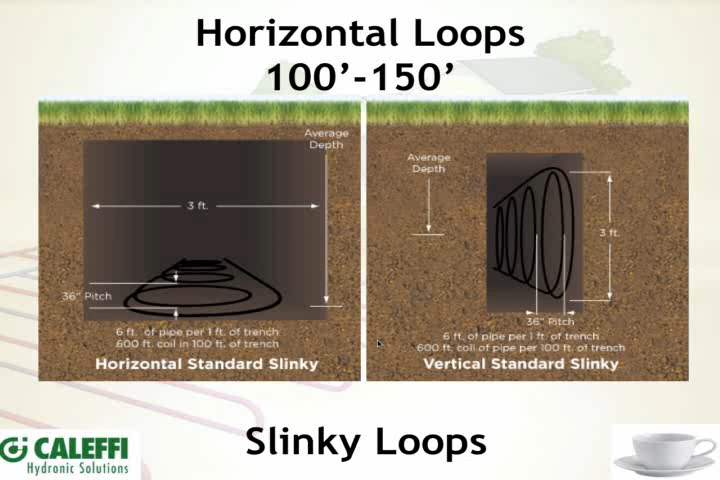 Horizontal Loops
100’-150’
Average
Depth
3 ft.
36" Pitch
6 ft. of pipe per 1 ft. of trench
600 ft. coil in 100 ft. of trench
Horizontal Standard Slinky
Average
Depth
3 ft.
36" Pitch
6 ft. of pipe per 1 ft. of trench
600 ft. coil of pipe per 100 ft. of trench
Vertical Standard Slinky
Slinky Loops
CALEFFI
Hydronic Solutions